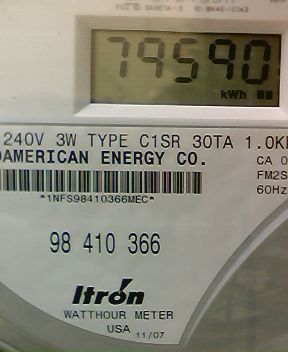 79590
kWh
240V 3W TYPE C1SR 30TA 1.0K
AMERICAN ENERGY CO.
CA 0
FM2S
60Hz
*1NFS98410366MEC*
98 410 366
Itrón
WATTHOUR METER
USA 11/07